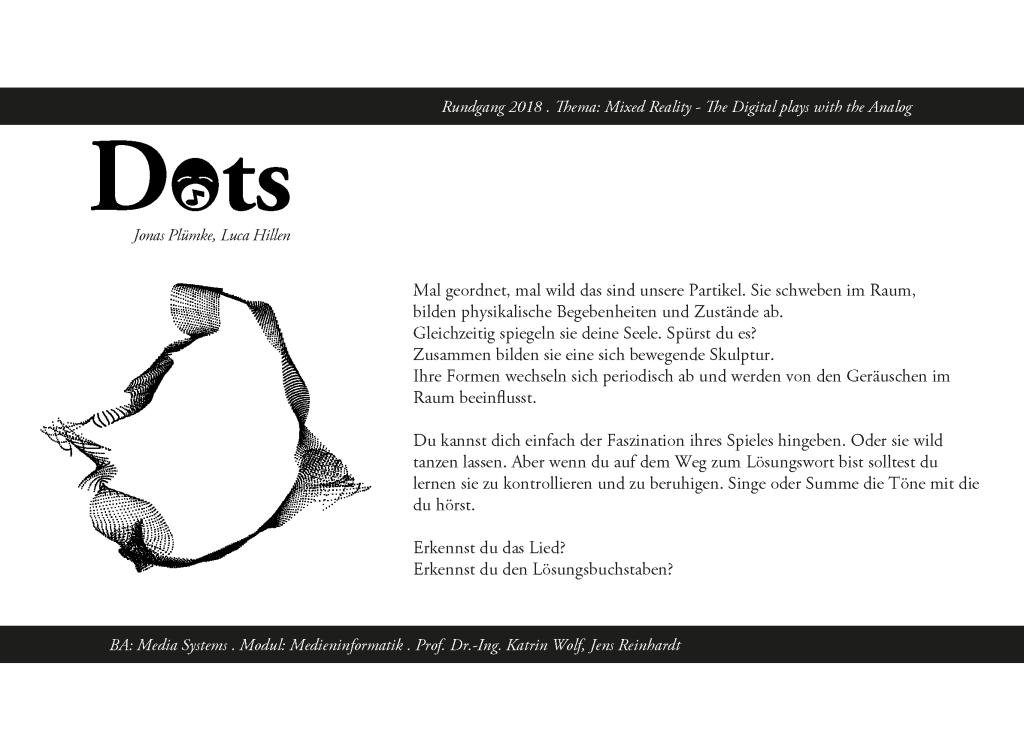 Rundgang 2018 . Thema: Mixed Reality - The Digital plays with the Analog
Dots
Jonas Plümke, Luca Hillen
Mal geordnet, mal wild das sind unsere Partikel. Sie schweben im Raum,
bilden physikalische Begebenheiten und Zustände ab.
Gleichzeitig spiegeln sie deine Seele. Spürst du es?
Zusammen bilden sie eine sich bewegende Skulptur.
Ihre Formen wechseln sich periodisch ab und werden von den Geräuschen im
Raum beeinflusst.
Du kannst dich einfach der Faszination ihres Spieles hingeben. Oder sie wild
tanzen lassen. Aber wenn du auf dem Weg zum Lösungswort bist solltest du
lernen sie zu kontrollieren und zu beruhigen. Singe oder Summe die Töne mit die
du hörst.
Erkennst du das Lied?
Erkennst du den Lösungsbuchstaben?
BA: Media Systems . Modul: Medieninformatik . Prof. Dr.-Ing. Katrin Wolf, Jens Reinhardt